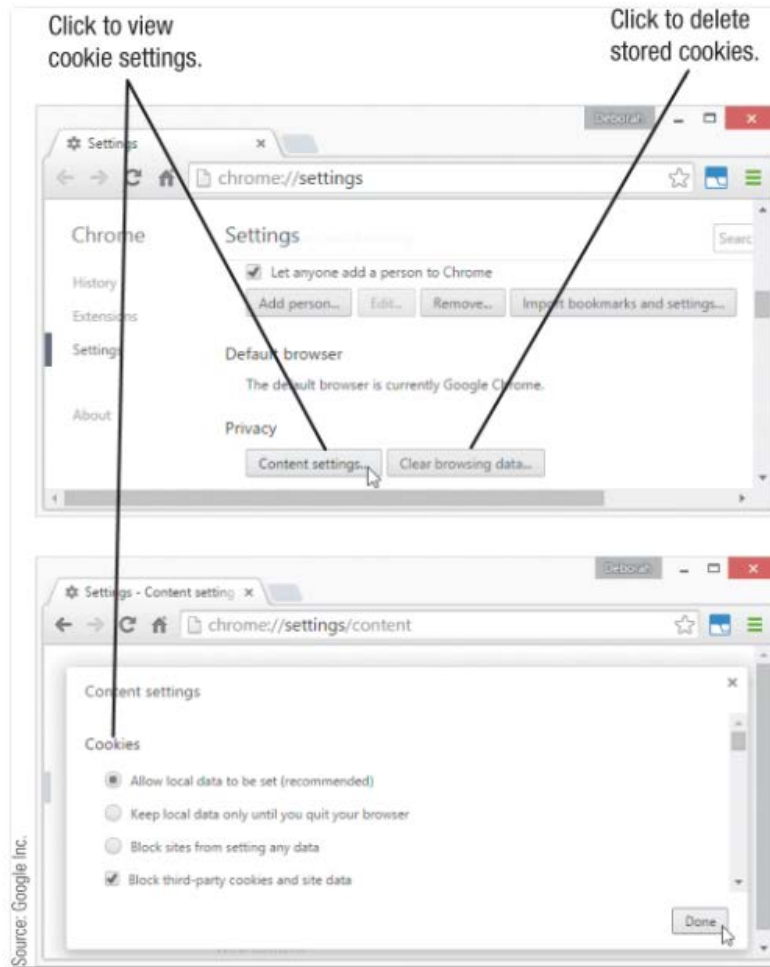 Click to view
cookie settings.
Click to delete
stored cookies.
Deborah
Settings
chrome://settings
Chrome
Settings
Searc
History
Extensions
Settings
About
Let anyone add a person to Chrome
Add person... Edit... Remove... Import bookmarks and settings...
Default browser
The default browser is currently Google Chrome.
Privacy
Content settings... Clear browsing data...
Deborah
Settings - Content setting
chrome://settings/content
Content settings
Cookies
Allow local data to be set (recommended)
Keep local data only until you quit your browser
Block sites from setting any data
Block third-party cookies and site data
Done
Source: Google Inc.